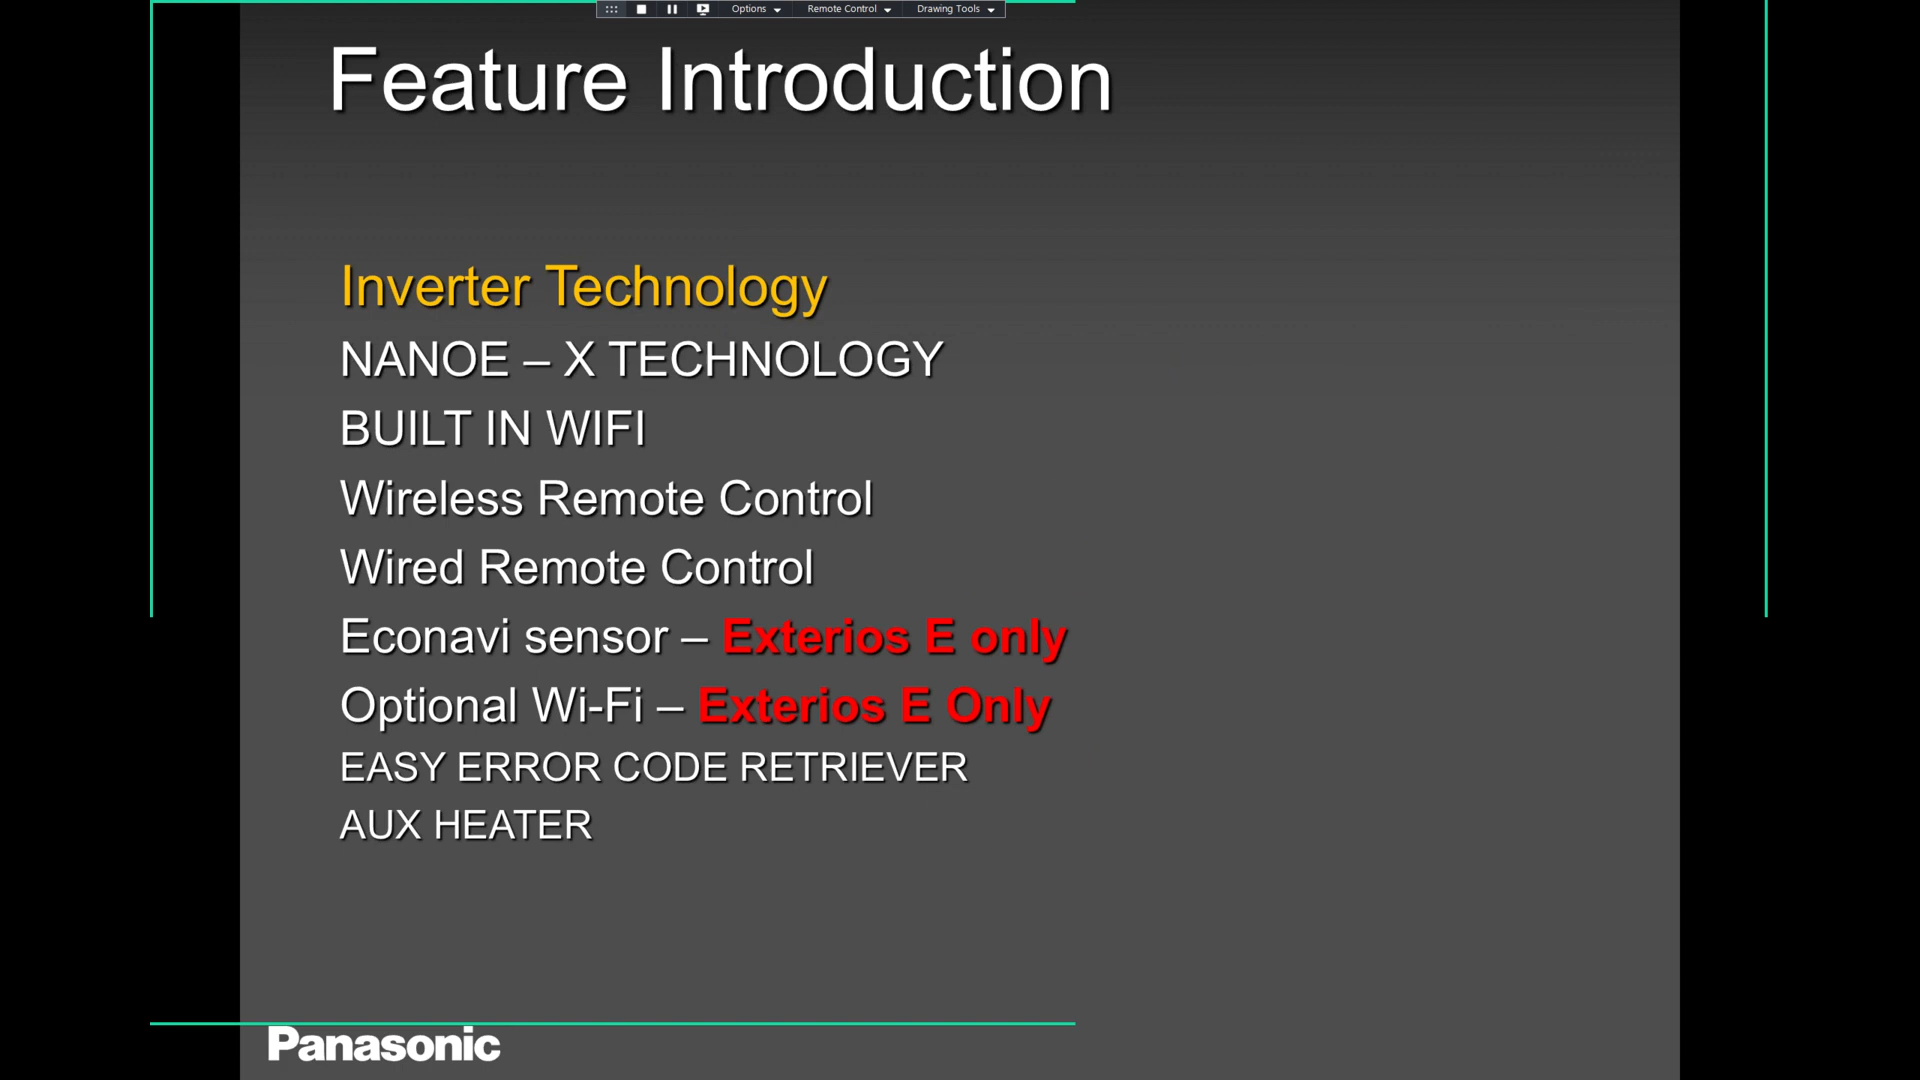 Options
Remote Control
Drawing Tools
Feature Introduction
Inverter Technology
NANOE – X TECHNOLOGY
BUILT IN WIFI
Wireless Remote Control
Wired Remote Control
Econavi sensor – Exterios E only
Optional Wi-Fi – Exterios E Only
EASY ERROR CODE RETRIEVER
AUX HEATER
Panasonic